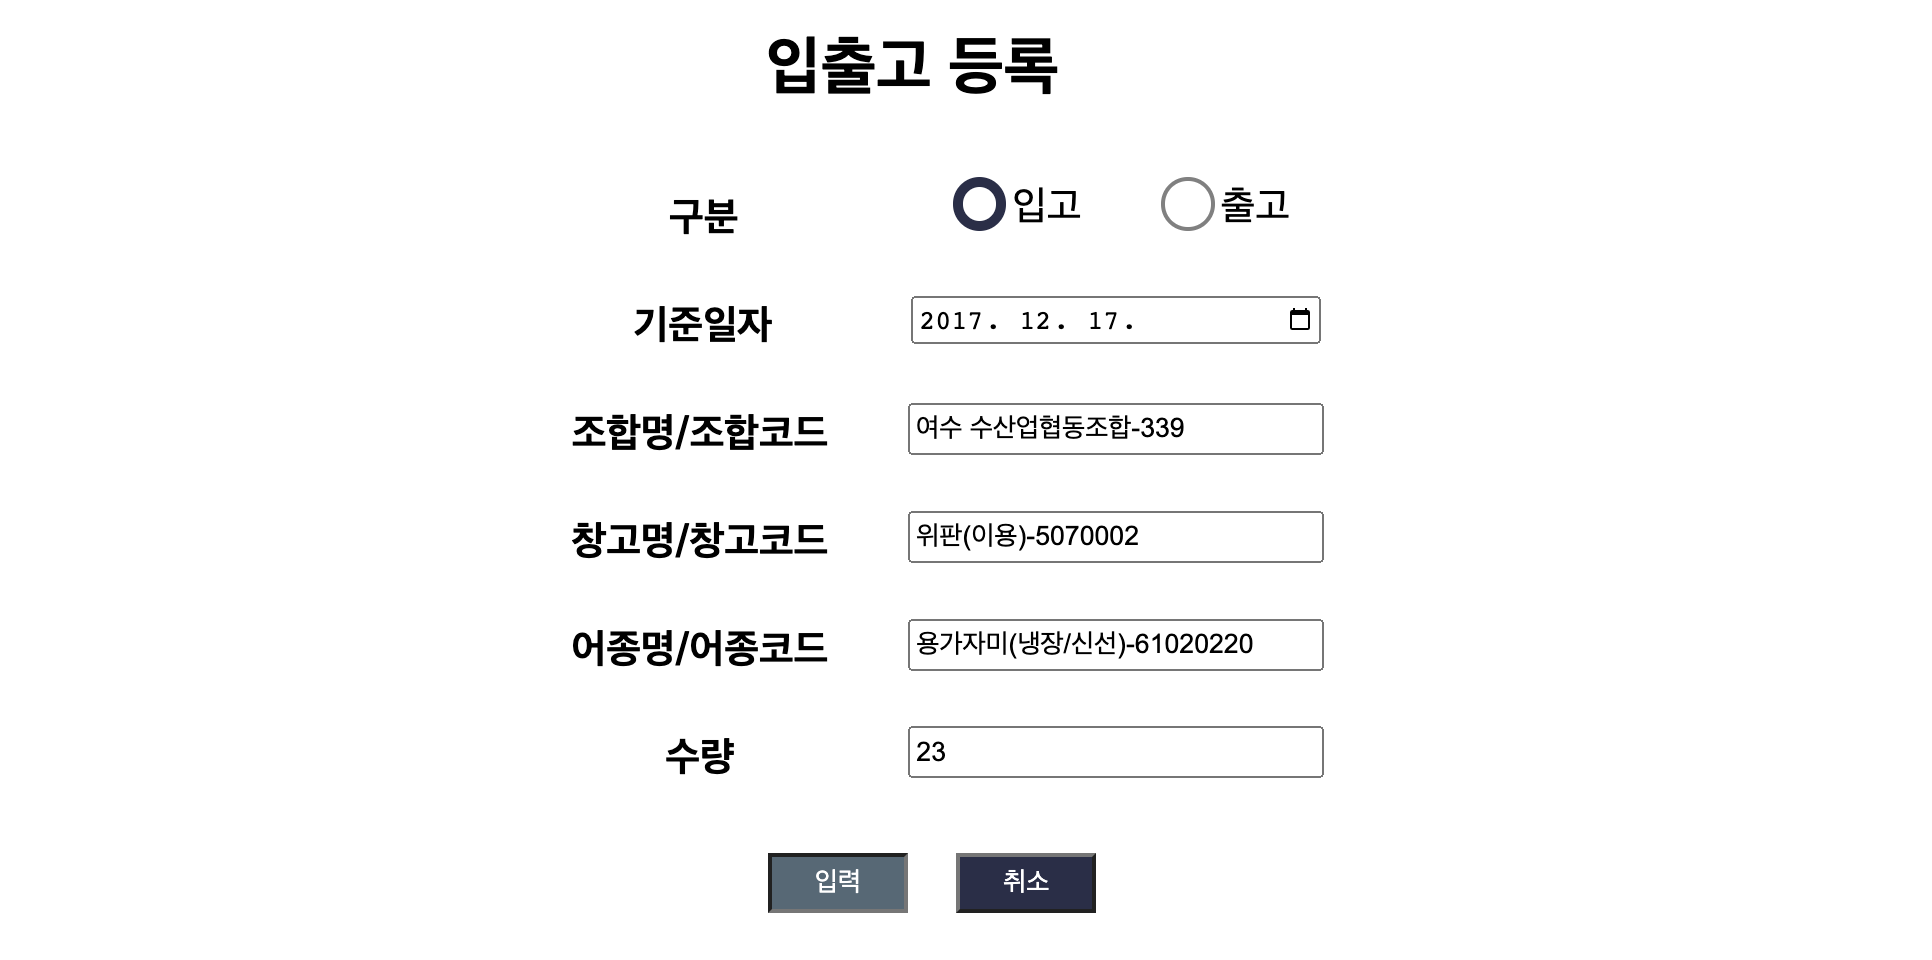 입출고 등록
구분 입고 출고
기준일자 2017. 12. 17.
조합명/조합코드 여수 수산업협동조합-339
창고명/창고코드 위판(이용)-5070002
어종명/어종코드 용가자미(냉장/신선)-61020220
수량 23
입력 취소